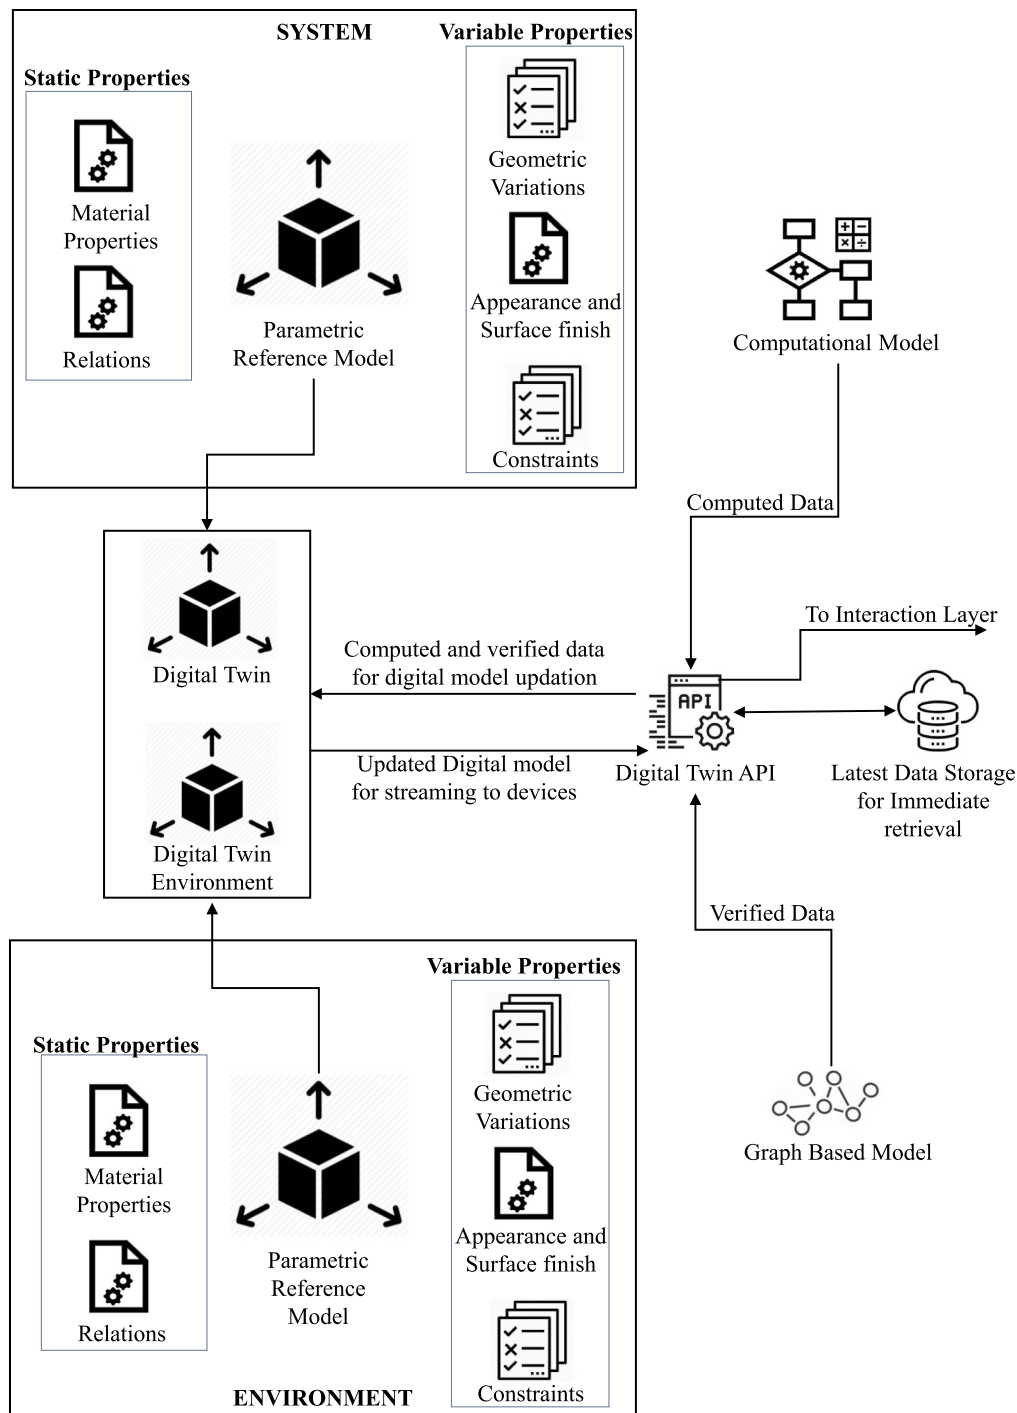 SYSTEM
Variable Properties
Static Properties
Material
Properties
Relations
Parametric
Reference Model
Geometric
Variations
Appearance and
Surface finish
Constraints
Computational Model
Computed Data
To Interaction Layer
Digital Twin
Computed and verified data
for digital model updation
API
Updated Digital model
for streaming to devices
Digital Twin API
Latest Data Storage
for Immediate
retrieval
Digital Twin
Environment
Verified Data
Variable Properties
Static Properties
Material
Properties
Relations
Parametric
Reference
Model
Geometric
Variations
Appearance and
Surface finish
Constraints
Graph Based Model
ENVIRONMENT